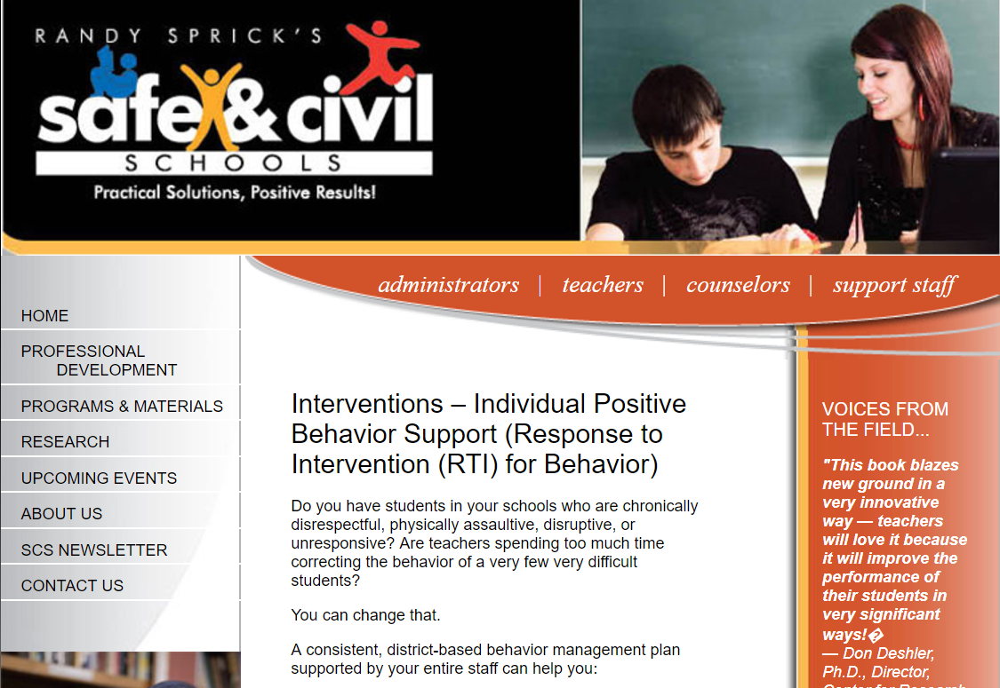 RANDY SPRICK'S
safe & civil
SCHOOLS
Practical Solutions, Positive Results!
administrators | teachers | counselors | support staff
HOME
PROFESSIONAL
DEVELOPMENT
PROGRAMS & MATERIALS
RESEARCH
UPCOMING EVENTS
ABOUT US
SCS NEWSLETTER
CONTACT US
Interventions – Individual Positive
Behavior Support (Response to
Intervention (RTI) for Behavior)
Do you have students in your schools who are chronically
disrespectful, physically assaultive, disruptive, or
unresponsive? Are teachers spending too much time
correcting the behavior of a very few very difficult
students?
You can change that.
A consistent, district-based behavior management plan
supported by your entire staff can help you:
VOICES FROM
THE FIELD...
"This book blazes
new ground in a
very innovative
way — teachers
will love it because
it will improve the
performance of
their students in
very significant
ways!�
— Don Deshler,
Ph.D., Director,
Center for Research